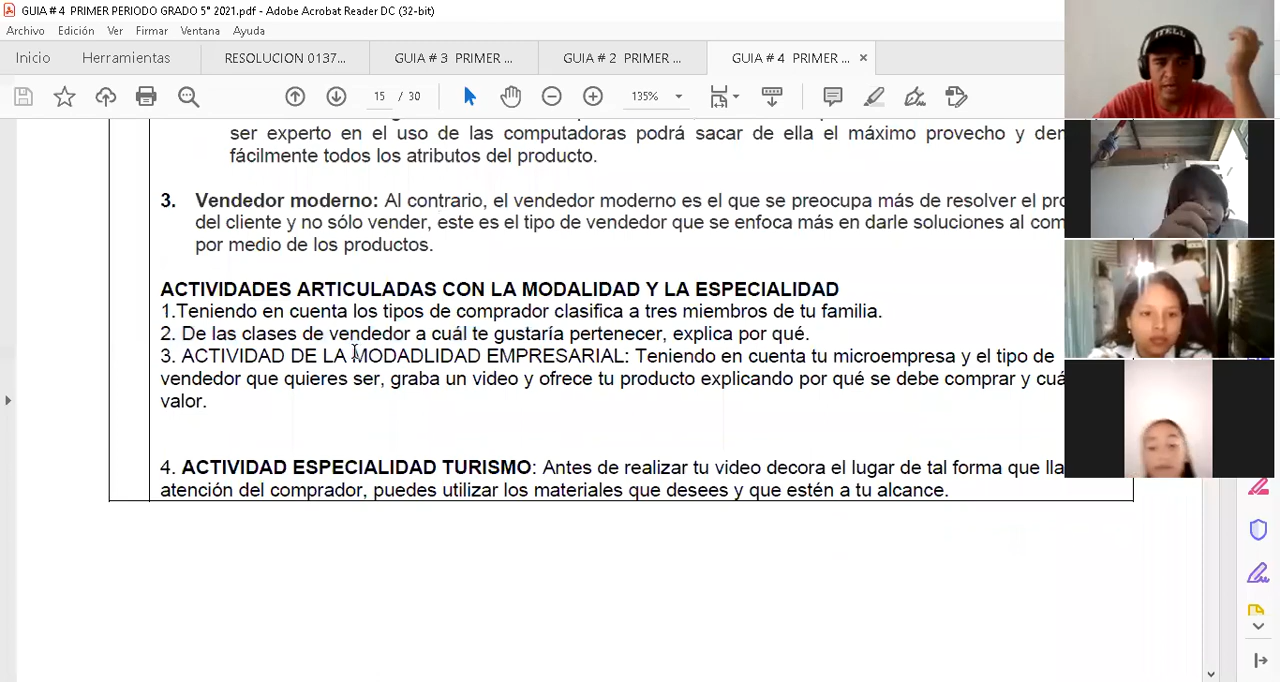 GUIA # 4 PRIMER PERIODO GRADO 5° 2021.pdf - Adobe Acrobat Reader DC (32-bit)
Archivo Edición Ver Firmar Ventana Ayuda
Inicio Herramientas RESOLUCION 0137... GUIA # 3 PRIMER ... GUIA # 2 PRIMER ... GUIA # 4 PRIMER ... ×
15 / 30 135%
ser experto en el uso de las computadoras podrá sacar de ella el máximo provecho y
fácilmente todos los atributos del producto.
3. Vendedor moderno: Al contrario, el vendedor moderno es el que se preocupa más de resolver el
del cliente y no sólo vender, este es el tipo de vendedor que se enfoca más en darle soluciones al
por medio de los productos.
ACTIVIDADES ARTICULADAS CON LA MODALIDAD Y LA ESPECIALIDAD
1.Teniendo en cuenta los tipos de comprador clasifica a tres miembros de tu familia.
2. De las clases de vendedor a cuál te gustaría pertenecer, explica por qué.
3. ACTIVIDAD DE LA MODADLIDAD EMPRESARIAL: Teniendo en cuenta tu microempresa y el tipo de
vendedor que quieres ser, graba un video y ofrece tu producto explicando por qué se debe comprar y
valor.
4. ACTIVIDAD ESPECIALIDAD TURISMO: Antes de realizar tu video decora el lugar de tal forma que
atención del comprador, puedes utilizar los materiales que desees y que estén a tu alcance.